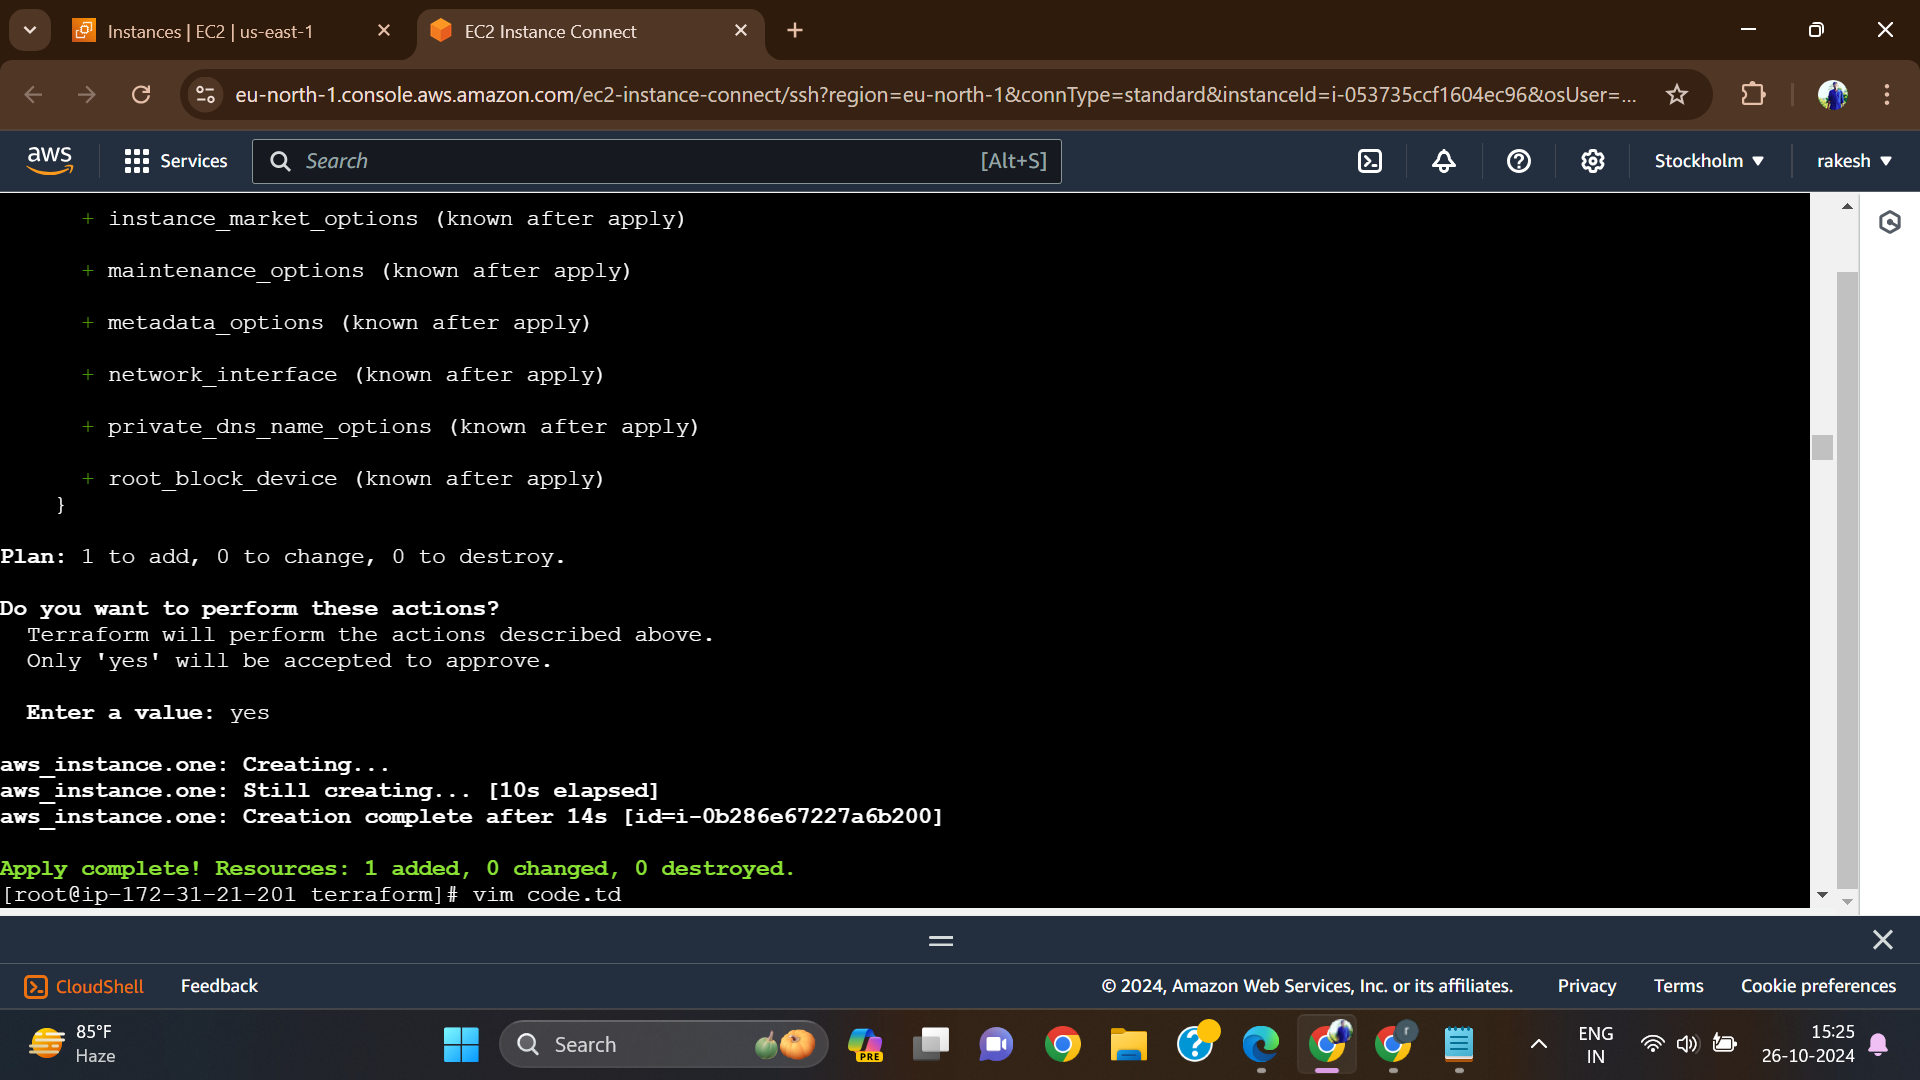 Instances | EC2 | us-east-1
EC2 Instance Connect
eu-north-1.console.aws.amazon.com/ec2-instance-connect/ssh?region=eu-north-1&connType=standard&instanceId=i-053735ccf1604ec96&osUser=...
aws
Services
Search
[Alt+S]
Stockholm
rakesh
+ instance_market_options (known after apply)
+ maintenance_options (known after apply)
+ metadata_options (known after apply)
+ network_interface (known after apply)
+ private_dns_name_options (known after apply)
+ root_block_device (known after apply)
}
Plan: 1 to add, 0 to change, 0 to destroy.
Do you want to perform these actions?
Terraform will perform the actions described above.
Only 'yes' will be accepted to approve.
Enter a value: yes
aws_instance.one: Creating...
aws_instance.one: Still creating... [10s elapsed]
aws_instance.one: Creation complete after 14s [id=i-0b286e67227a6b200]
Apply complete! Resources: 1 added, 0 changed, 0 destroyed.
[root@ip-172-31-21-201 terraform]# vim code.td
CloudShell
Feedback
© 2024, Amazon Web Services, Inc. or its affiliates.
Privacy
Terms
Cookie preferences
85°F
Haze
Search
PRE
r
ENG
IN
15:25
26-10-2024